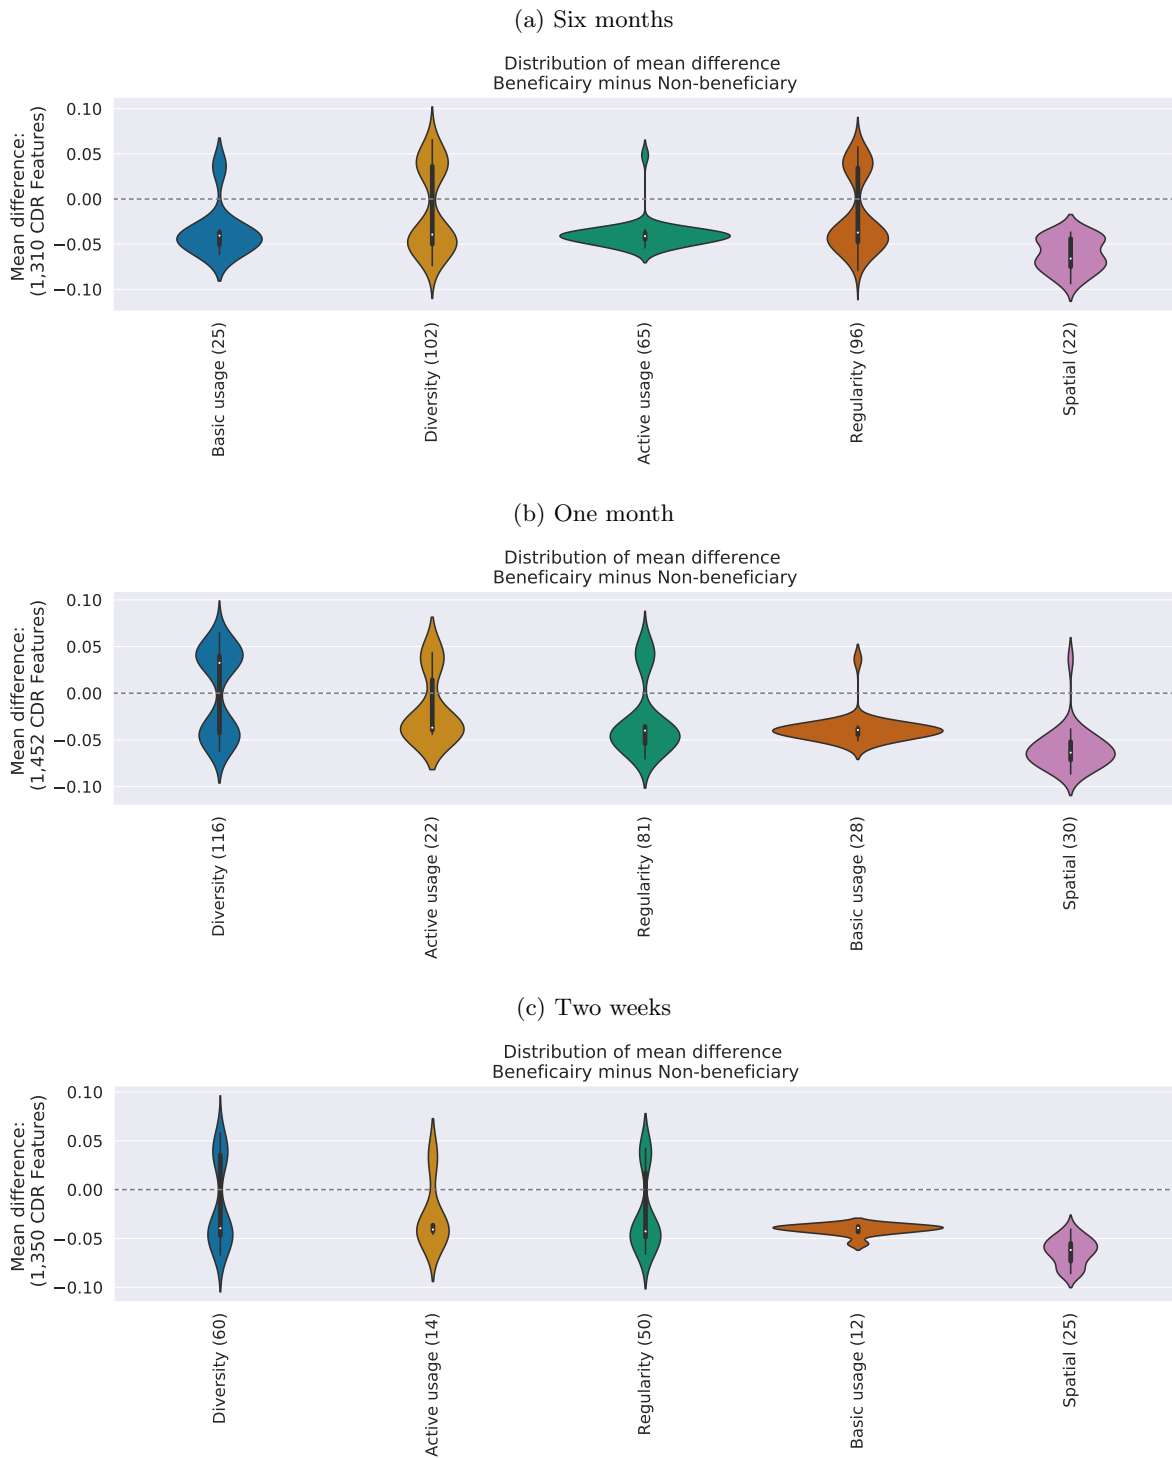 (a) Six months
Distribution of mean difference
Beneficairy minus Non-beneficiary
Mean difference:
(1,310 CDR Features)
0.10
0.05
0.00
−0.05
−0.10
Basic usage (25)
Diversity (102)
Active usage (65)
Regularity (96)
Spatial (22)
(b) One month
Distribution of mean difference
Beneficairy minus Non-beneficiary
Mean difference:
(1,452 CDR Features)
0.10
0.05
0.00
−0.05
−0.10
Diversity (116)
Active usage (22)
Regularity (81)
Basic usage (28)
Spatial (30)
(c) Two weeks
Distribution of mean difference
Beneficairy minus Non-beneficiary
Mean difference:
(1,350 CDR Features)
0.10
0.05
0.00
−0.05
−0.10
Diversity (60)
Active usage (14)
Regularity (50)
Basic usage (12)
Spatial (25)